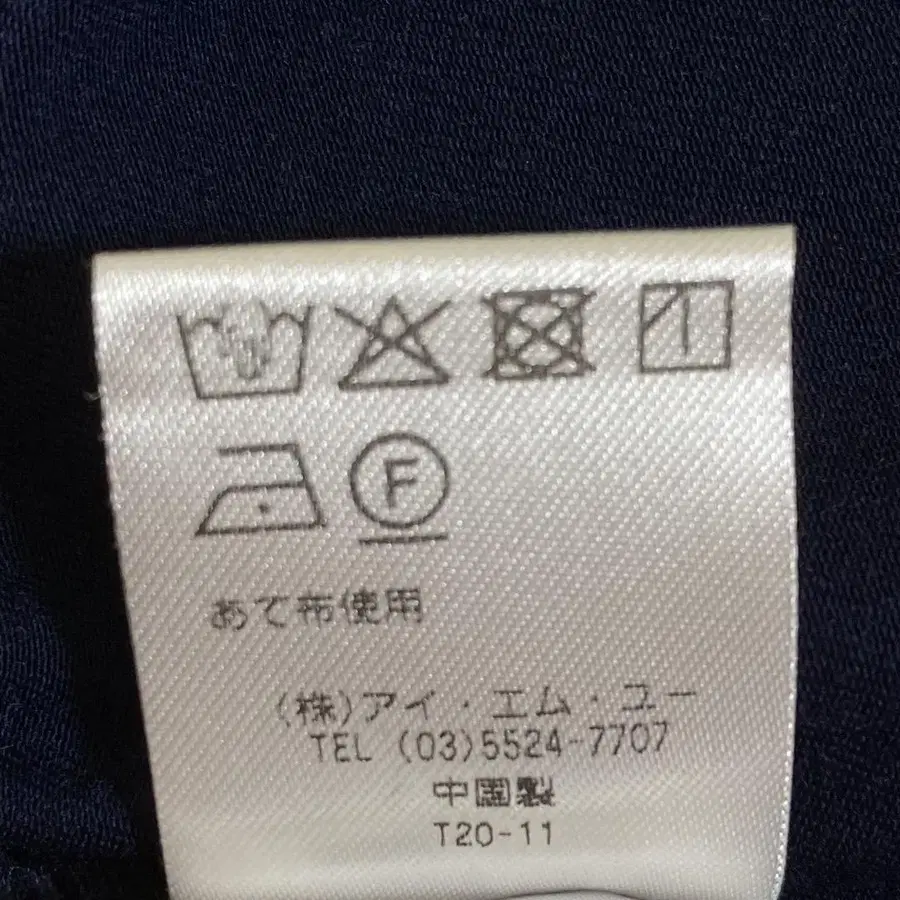 F
あて布使用
(株)アイ・エム・ユー
TEL (03)5524-7707
中国製
T20-11